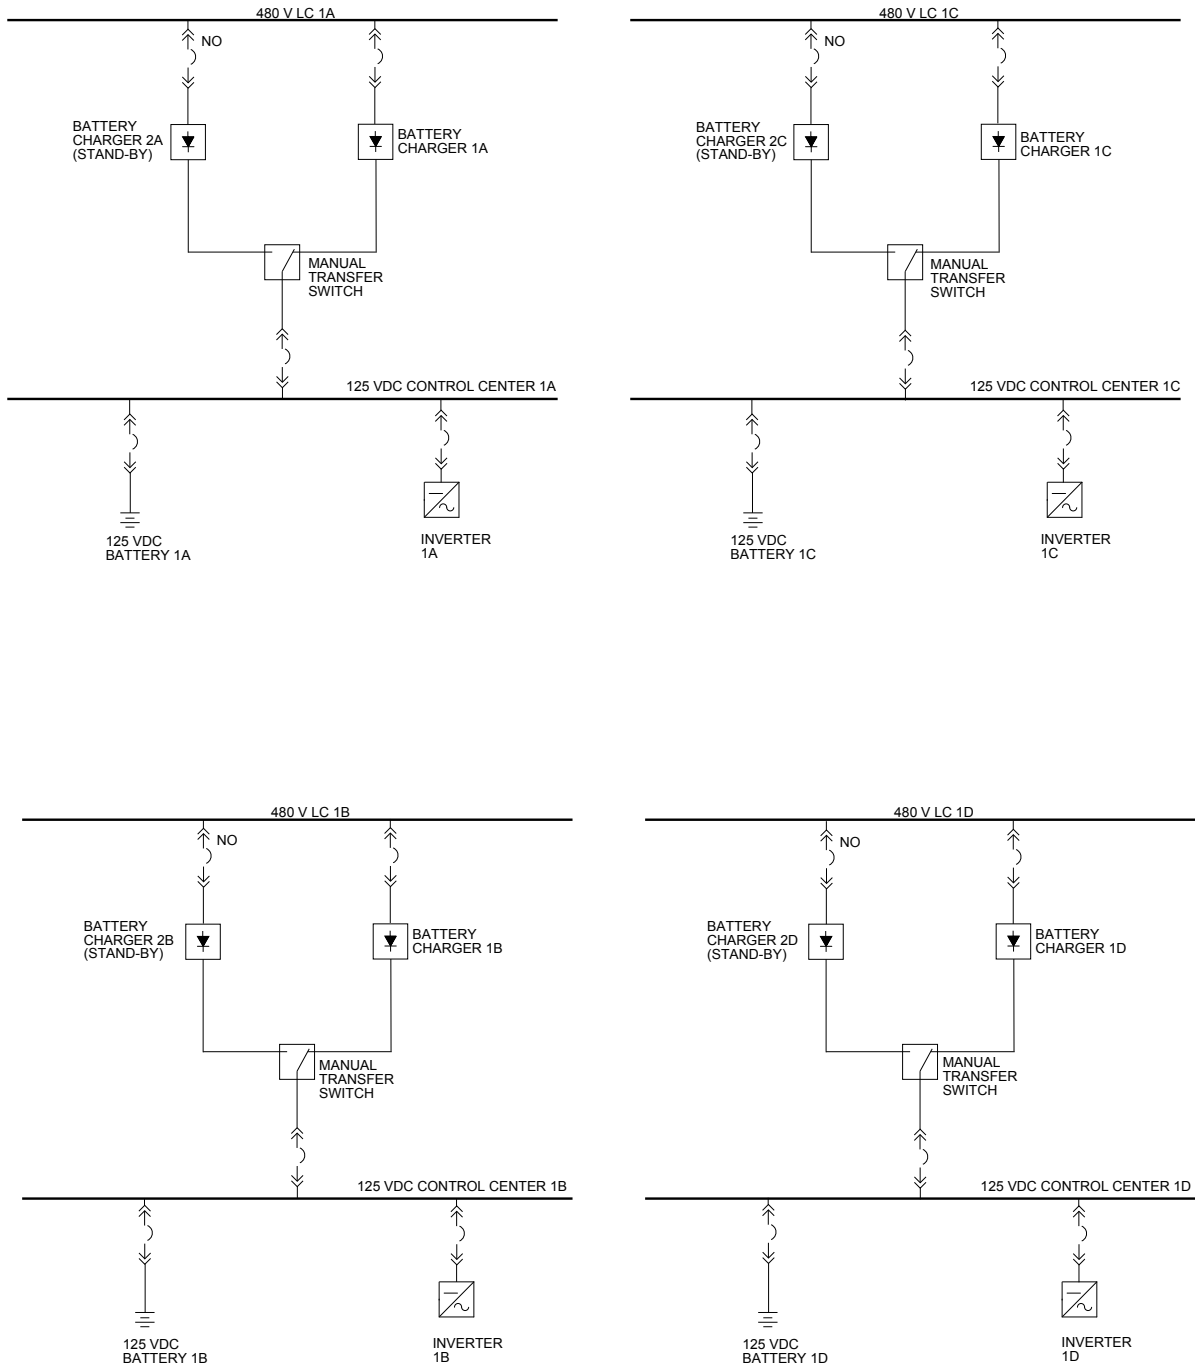 480 V LC 1A
NO
BATTERY
CHARGER 2A
(STAND-BY)
BATTERY
CHARGER 1A
MANUAL
TRANSFER
SWITCH
125 VDC CONTROL CENTER 1A
125 VDC
BATTERY 1A
INVERTER
1A
480 V LC 1C
NO
BATTERY
CHARGER 2C
(STAND-BY)
BATTERY
CHARGER 1C
MANUAL
TRANSFER
SWITCH
125 VDC CONTROL CENTER 1C
125 VDC
BATTERY 1C
INVERTER
1C
480 V LC 1B
NO
BATTERY
CHARGER 2B
(STAND-BY)
BATTERY
CHARGER 1B
MANUAL
TRANSFER
SWITCH
125 VDC CONTROL CENTER 1B
125 VDC
BATTERY 1B
INVERTER
1B
480 V LC 1D
NO
BATTERY
CHARGER 2D
(STAND-BY)
BATTERY
CHARGER 1D
MANUAL
TRANSFER
SWITCH
125 VDC CONTROL CENTER 1D
125 VDC
BATTERY 1D
INVERTER
1D